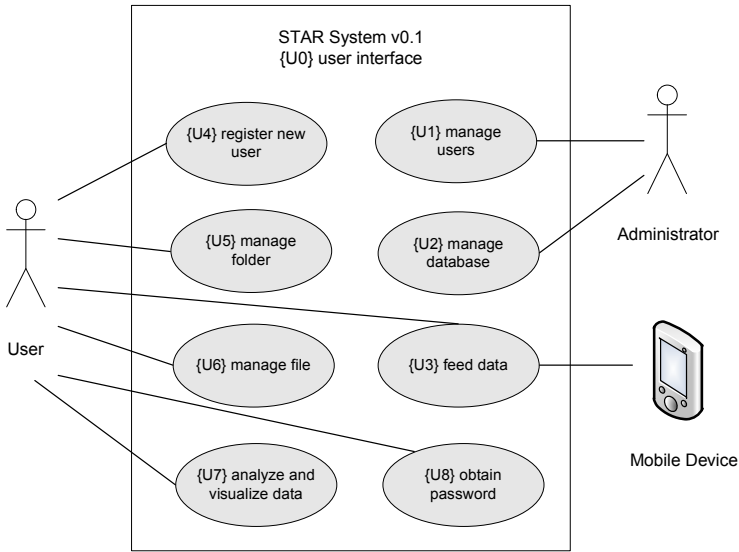 STAR System v0.1
{U0} user interface
{U4} register new
user
{U1} manage
users
{U5} manage
folder
{U2} manage
database
Administrator
User
{U6} manage file
{U3} feed data
Mobile Device
{U7} analyze and
visualize data
{U8} obtain
password